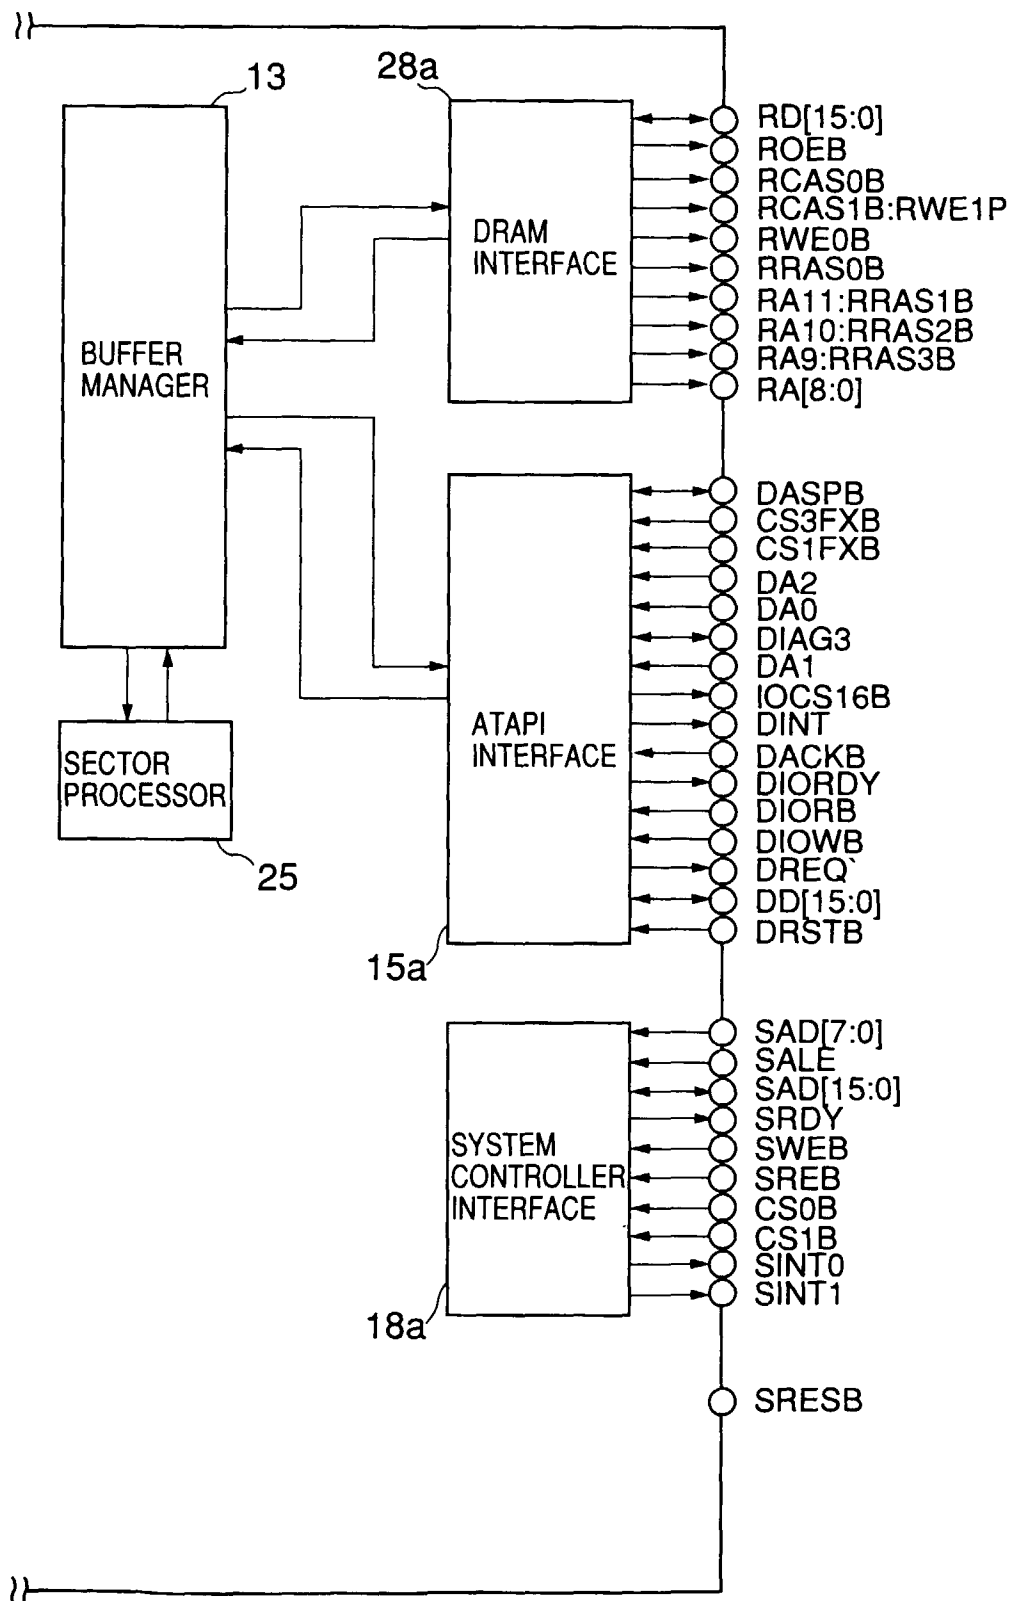 13
28a
BUFFER
MANAGER
DRAM
INTERFACE
RD[15:0]
ROEB
RCAS0B
RCAS1B:RWE1P
RWE0B
RRAS0B
RA11:RRAS1B
RA10:RRAS2B
RA9:RRAS3B
RA[8:0]
SECTOR
PROCESSOR
25
ATAPI
INTERFACE
15a
DASPB
CS3FXB
CS1FXB
DA2
DA0
DIAG3
DA1
IOCS16B
DINT
DACKB
DIORDY
DIORB
DIOWB
DREQ`
DD[15:0]
DRSTB
SYSTEM
CONTROLLER
INTERFACE
18a
SAD[7:0]
SALE
SAD[15:0]
SRDY
SWEB
SREB
CS0B
CS1B
SINT0
SINT1
SRESB